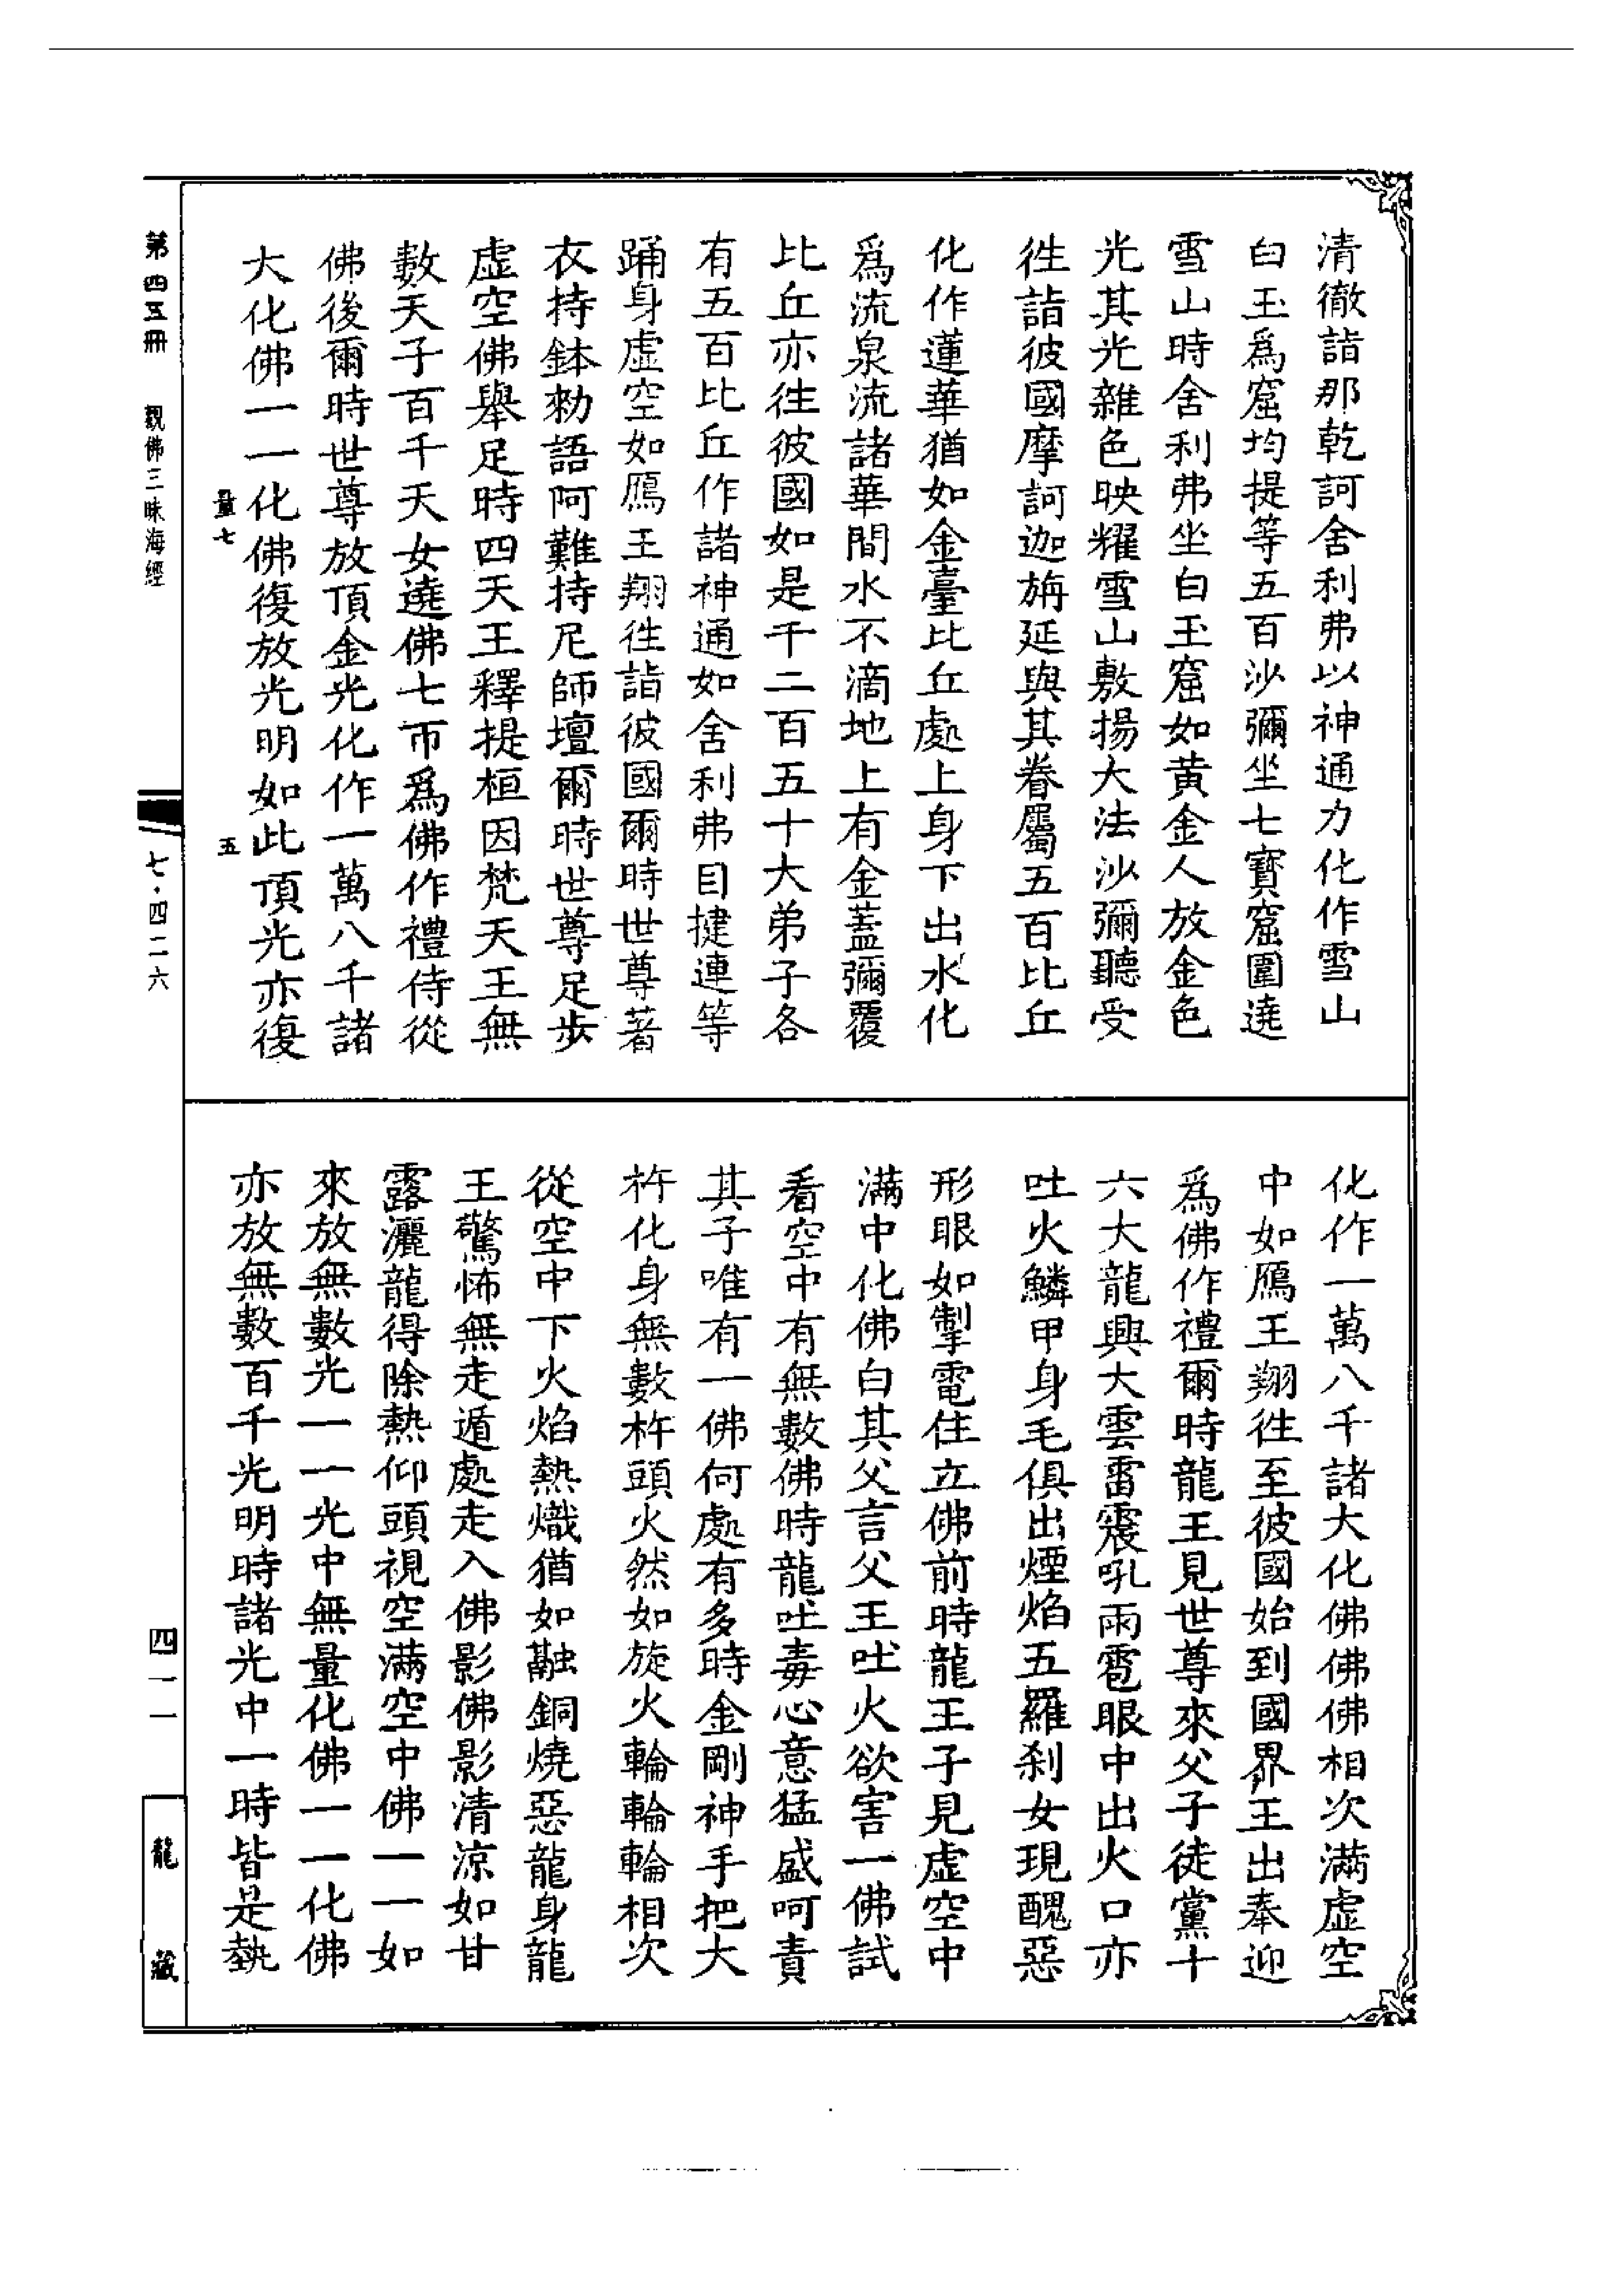 清徹詣那乾訶舍利弗以神通力化作雪山
白玉爲窟均提等五百沙彌坐七寶窟圍遶
雪山時舍利弗坐白玉窟如黄金人放金色
光其光雜色映耀雪山敷揚大法沙彌聽受
徃詣彼國摩訶迦旃延與其眷屬五百比丘
化作蓮華猶如金臺比丘處上身下出水化
爲流泉流諸華間水不滴地上有金蓋彌覆
比丘亦徃彼國如是千二百五十大弟子各
有五百比丘作諸神通如舍利弗目揵連等
踊身虛空如鴈王翔徃詣彼國爾時世尊著
衣持鉢勑語阿難持尼師壇爾時世尊足步
虛空佛舉足時四天王釋提桓因梵天王無
數天子百千天女遶佛七帀爲佛作禮侍從
佛後爾時世尊放頂金光化作一萬八千諸
大化佛一一化佛復放光明如此頂光亦復
量七　五
化作一萬八千諸大化佛佛佛相次滿虛空
中如鴈王翔徃至彼國始到國界王出奉迎
爲佛作禮爾時龍王見世尊來父子徒黨十
六大龍興大雲雷震吼雨雹眼中出火口亦
吐火鱗甲身毛俱出煙焰五羅刹女現醜惡
形眼如掣電住立佛前時龍王子見虛空中
滿中化佛白其父言父王吐火欲害一佛試
看空中有無數佛時龍吐毒心意猛盛呵責
其子唯有一佛何處有多時金剛神手把大
杵化身無數杵頭火然如旋火輪輪輪相次
從空中下火焰熱熾猶如融銅燒惡龍身龍
王驚怖無走遁處走入佛影佛影清涼如甘
露灑龍得除熱仰頭視空滿空中佛一一如
來放無數光一一光中無量化佛一一化佛
亦放無數百千光明時諸光中一時皆是執
第四五冊　觀佛三昧海經
七·四二六
四一一
龍藏